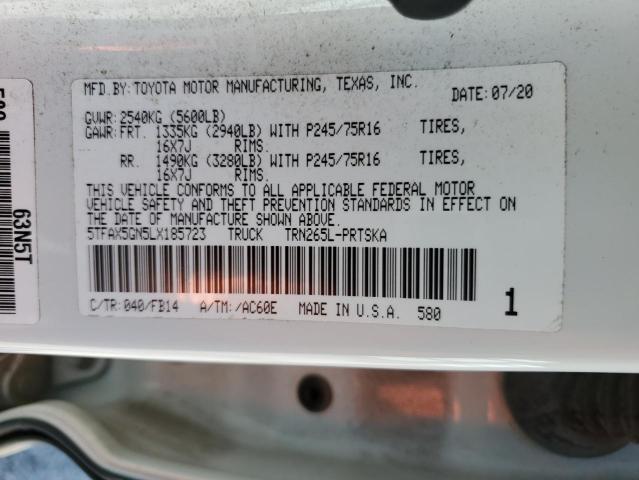 MFD.BY: TOYOTA MOTOR MANUFACTURING, TEXAS, INC.
DATE: 07/20
GVWR: 2540KG (5600LB)
GAWR: FRT. 1335KG (2940LB) WITH P245/75R16 TIRES,
16X7J RIMS.
RR. 1490KG (3280LB) WITH P245/75R16 TIRES,
16X7J RIMS.
THIS VEHICLE CONFORMS TO ALL APPLICABLE FEDERAL MOTOR
VEHICLE SAFETY AND THEFT PREVENTION STANDARDS IN EFFECT ON
THE DATE OF MANUFACTURE SHOWN ABOVE.
5TFAX5GN5LX185723 TRUCK TRN265L-PRTSKA
C/TR: 040/FB14 A/TM: /AC60E MADE IN U.S.A. 580
1
63N5T